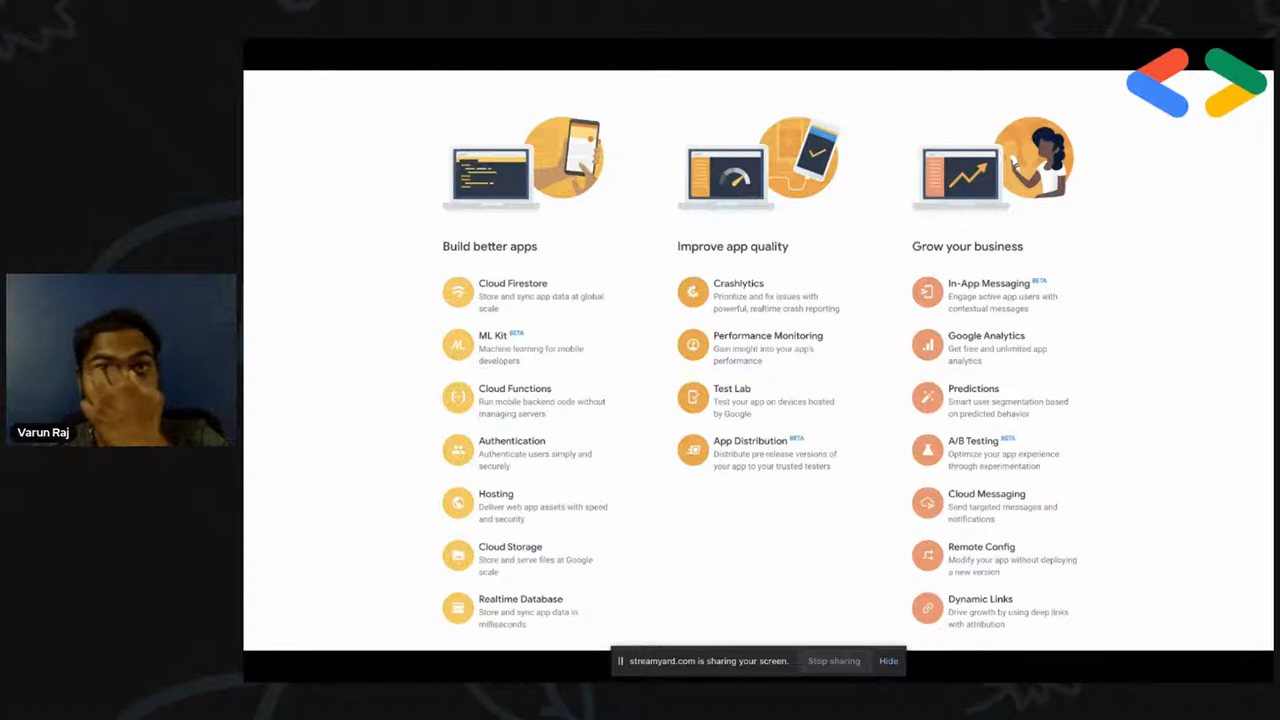 Build better apps
Cloud Firestore
Store and sync app data at global
scale
ML Kit BETA
Machine learning for mobile
developers
Cloud Functions
Run mobile backend code without
managing servers
Authentication
Authenticate users simply and
securely
Hosting
Deliver web app assets with speed
and security
Cloud Storage
Store and serve files at Google
scale
Realtime Database
Store and sync app data in
milliseconds
Improve app quality
Crashlytics
Prioritize and fix issues with
powerful, realtime crash reporting
Performance Monitoring
Gain insight into your app's
performance
Test Lab
Test your app on devices hosted
by Google
App Distribution BETA
Distribute pre-release versions of
your app to your trusted testers
Grow your business
In-App Messaging BETA
Engage active app users with
contextual messages
Google Analytics
Get free and unlimited app
analytics
Predictions
Smart user segmentation based
on predicted behavior
A/B Testing BETA
Optimize your app experience
through experimentation
Cloud Messaging
Send targeted messages and
notifications
Remote Config
Modify your app without deploying
a new version
Dynamic Links
Drive growth by using deep links
with attribution
Varun Raj
streamyard.com is sharing your screen.
Stop sharing
Hide